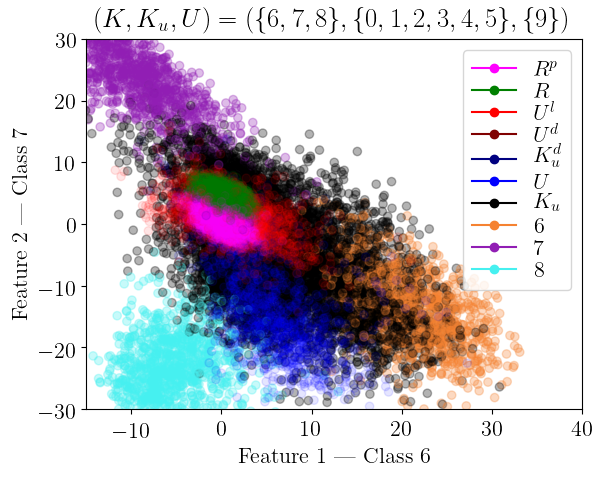 (K, K_u, U) = ({6, 7, 8}, {0, 1, 2, 3, 4, 5}, {9})
30
20
10
0
−10
−20
−30
−10
0
10
20
30
40
Feature 2 — Class 7
Feature 1 — Class 6
R^p
R
U^l
U^d
K_u^d
U
K_u
6
7
8